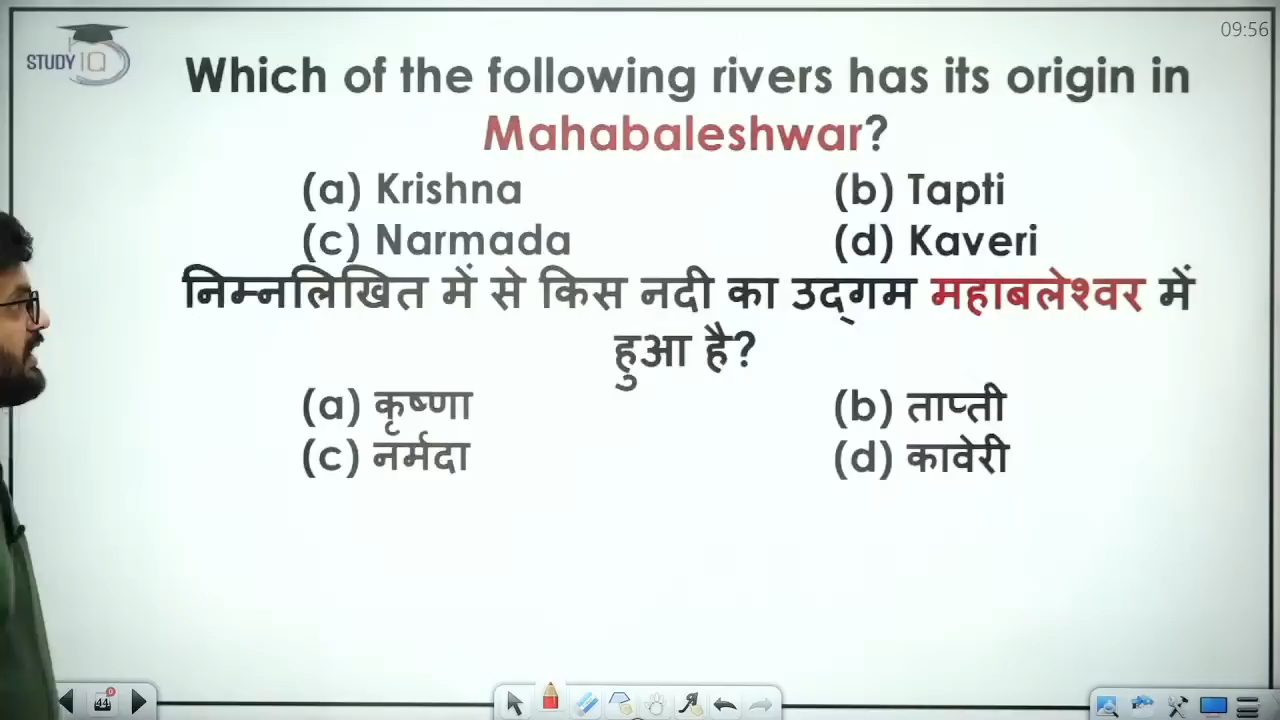 STUDY IQ
09:56
Which of the following rivers has its origin in
Mahabaleshwar?
(a) Krishna (b) Tapti
(c) Narmada (d) Kaveri
निम्नलिखित में से किस नदी का उद्गम महाबलेश्वर में
हुआ है?
(a) कृष्णा (b) ताप्ती
(c) नर्मदा (d) कावेरी
44